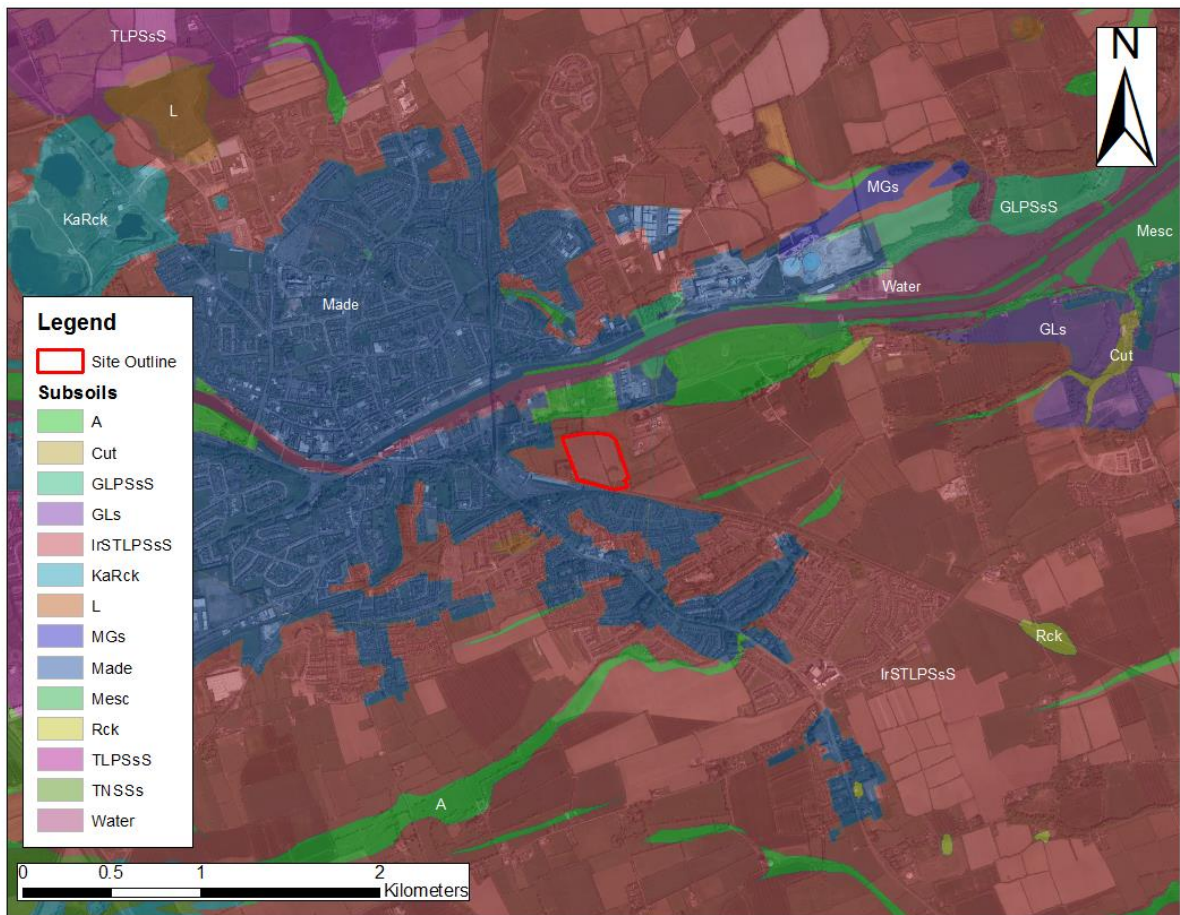 TLPSsS
N
L
KaRck
MGs
GLPSsS
Mesc
Water
Made
GLs
Cut
Legend
Site Outline
Subsoils
A
Cut
GLPSsS
GLs
IrSTLPSsS
KaRck
L
MGs
Made
Mesc
Rck
TLPSsS
TNSSs
Water
Rck
IrSTLPSsS
A
0 0.5 1 2
Kilometers